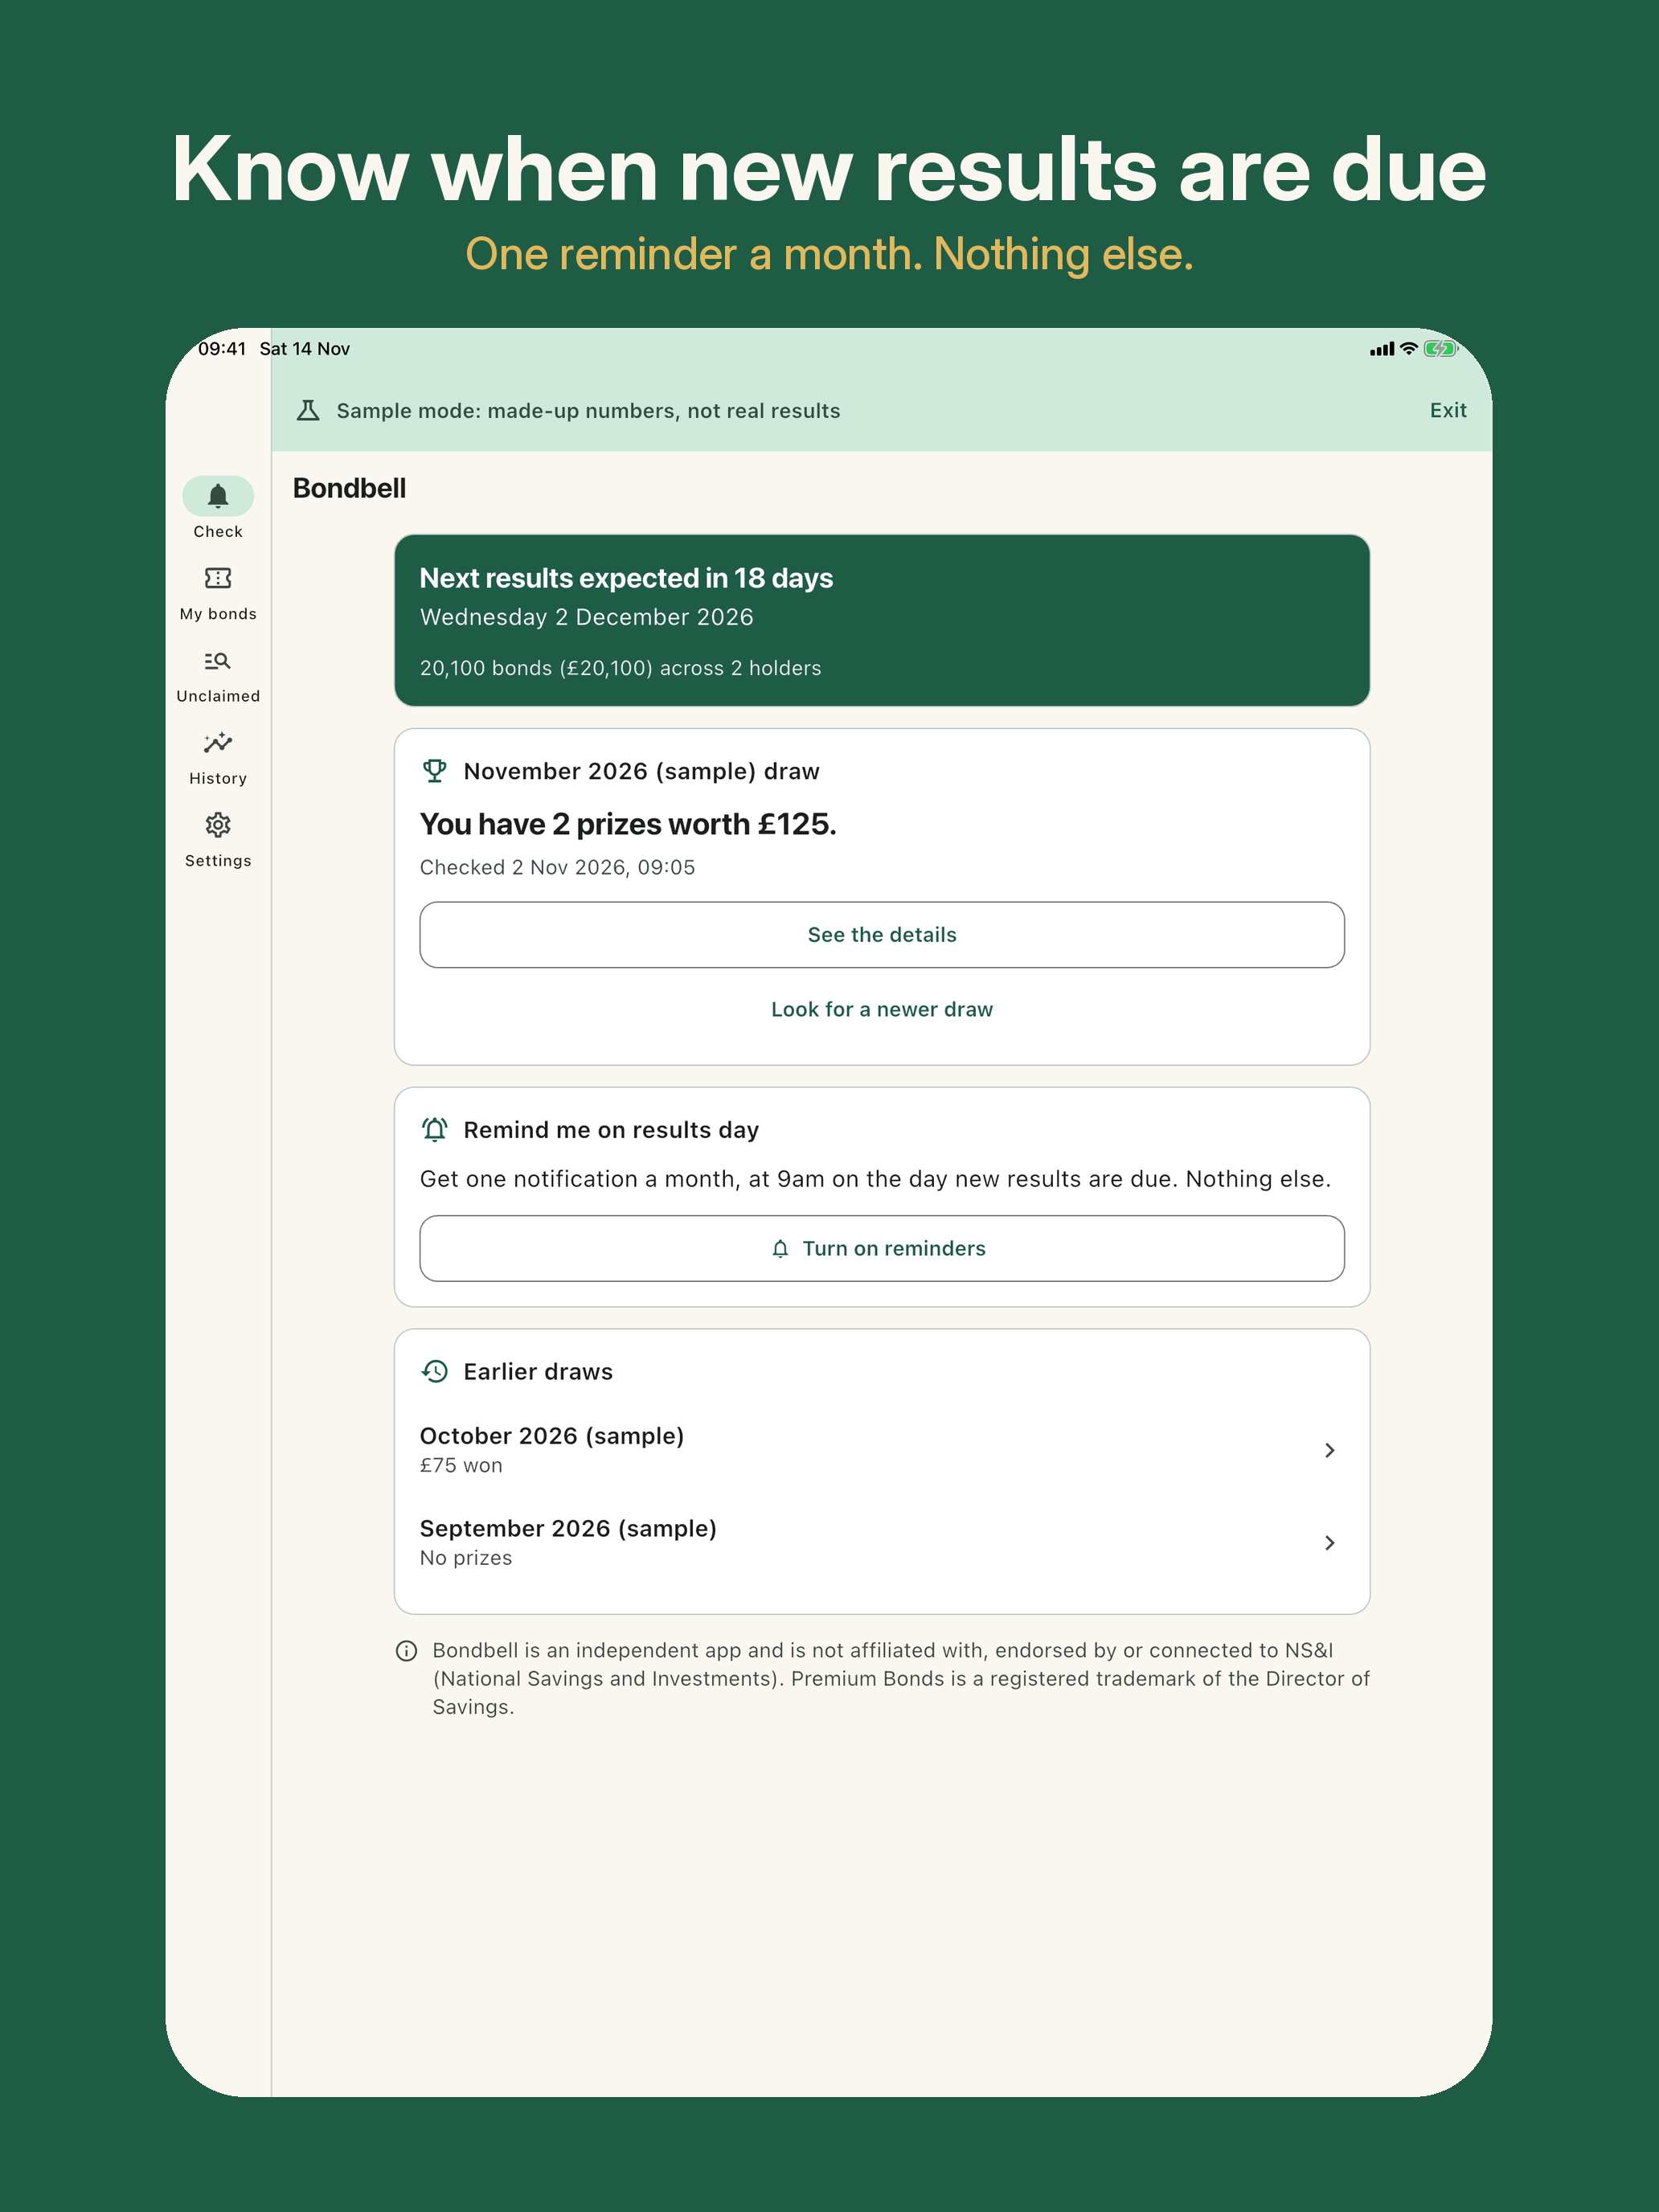 Know when new results are due
One reminder a month. Nothing else.
09:41 Sat 14 Nov
Sample mode: made-up numbers, not real results
Exit
Bondbell
Check
My bonds
Unclaimed
History
Settings
Next results expected in 18 days
Wednesday 2 December 2026
20,100 bonds (£20,100) across 2 holders
November 2026 (sample) draw
You have 2 prizes worth £125.
Checked 2 Nov 2026, 09:05
See the details
Look for a newer draw
Remind me on results day
Get one notification a month, at 9am on the day new results are due. Nothing else.
Turn on reminders
Earlier draws
October 2026 (sample)
£75 won
September 2026 (sample)
No prizes
Bondbell is an independent app and is not affiliated with, endorsed by or connected to NS&I
(National Savings and Investments). Premium Bonds is a registered trademark of the Director of
Savings.